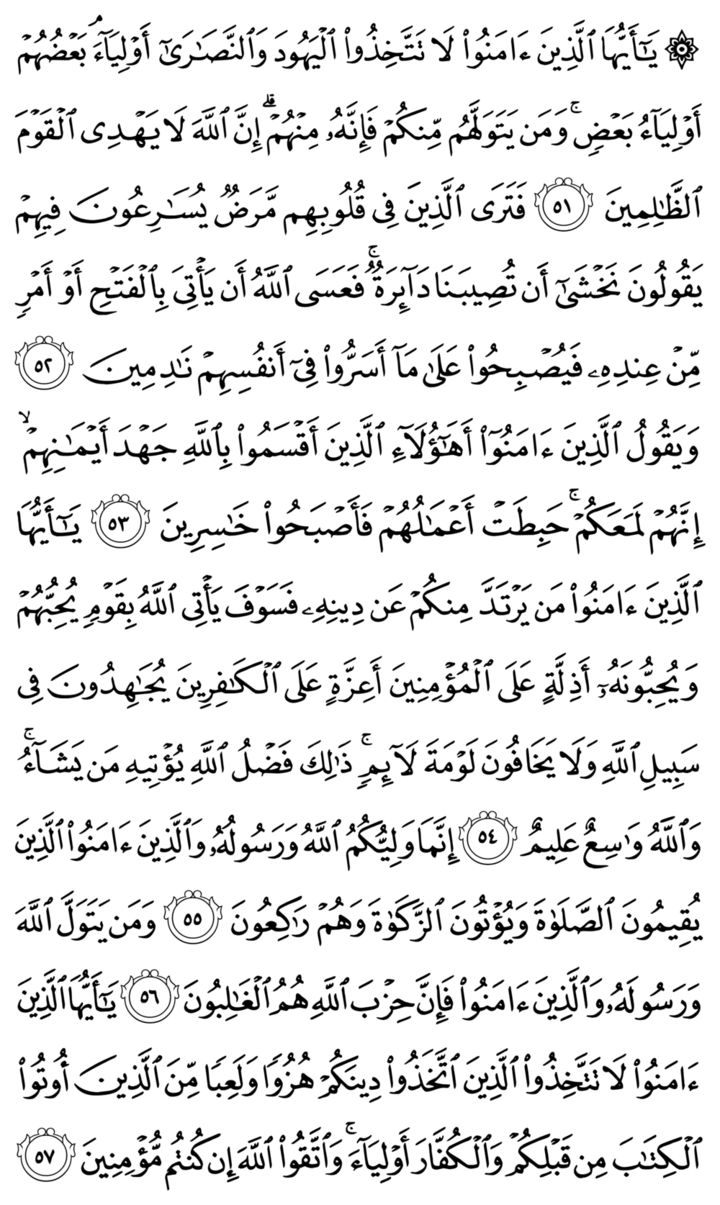 ۞ يَـٰٓأَيُّهَا ٱلَّذِينَ ءَامَنُوا۟ لَا تَتَّخِذُوا۟ ٱلْيَهُودَ وَٱلنَّصَـٰرَىٰٓ أَوْلِيَآءَ ۘ بَعْضُهُمْ
أَوْلِيَآءُ بَعْضٍ ۚ وَمَن يَتَوَلَّهُم مِّنكُمْ فَإِنَّهُۥ مِنْهُمْ ۗ إِنَّ ٱللَّهَ لَا يَهْدِى ٱلْقَوْمَ
ٱلظَّـٰلِمِينَ ٥١ فَتَرَى ٱلَّذِينَ فِى قُلُوبِهِم مَّرَضٌ يُسَـٰرِعُونَ فِيهِمْ
يَقُولُونَ نَخْشَىٰٓ أَن تُصِيبَنَا دَآئِرَةٌ ۚ فَعَسَى ٱللَّهُ أَن يَأْتِىَ بِٱلْفَتْحِ أَوْ أَمْرٍ
مِّنْ عِندِهِۦ فَيُصْبِحُوا۟ عَلَىٰ مَآ أَسَرُّوا۟ فِىٓ أَنفُسِهِمْ نَـٰدِمِينَ ٥٢
وَيَقُولُ ٱلَّذِينَ ءَامَنُوٓا۟ أَهَـٰٓؤُلَآءِ ٱلَّذِينَ أَقْسَمُوا۟ بِٱللَّهِ جَهْدَ أَيْمَـٰنِهِمْ ۙ
إِنَّهُمْ لَمَعَكُمْ ۚ حَبِطَتْ أَعْمَـٰلُهُمْ فَأَصْبَحُوا۟ خَـٰسِرِينَ ٥٣ يَـٰٓأَيُّهَا
ٱلَّذِينَ ءَامَنُوا۟ مَن يَرْتَدَّ مِنكُمْ عَن دِينِهِۦ فَسَوْفَ يَأْتِى ٱللَّهُ بِقَوْمٍ يُحِبُّهُمْ
وَيُحِبُّونَهُۥٓ أَذِلَّةٍ عَلَى ٱلْمُؤْمِنِينَ أَعِزَّةٍ عَلَى ٱلْكَـٰفِرِينَ يُجَـٰهِدُونَ فِى
سَبِيلِ ٱللَّهِ وَلَا يَخَافُونَ لَوْمَةَ لَآئِمٍ ۚ ذَٰلِكَ فَضْلُ ٱللَّهِ يُؤْتِيهِ مَن يَشَآءُ ۚ
وَٱللَّهُ وَٰسِعٌ عَلِيمٌ ٥٤ إِنَّمَا وَلِيُّكُمُ ٱللَّهُ وَرَسُولُهُۥ وَٱلَّذِينَ ءَامَنُوا۟ ٱلَّذِينَ
يُقِيمُونَ ٱلصَّلَوٰةَ وَيُؤْتُونَ ٱلزَّكَوٰةَ وَهُمْ رَٰكِعُونَ ٥٥ وَمَن يَتَوَلَّ ٱللَّهَ
وَرَسُولَهُۥ وَٱلَّذِينَ ءَامَنُوا۟ فَإِنَّ حِزْبَ ٱللَّهِ هُمُ ٱلْغَـٰلِبُونَ ٥٦ يَـٰٓأَيُّهَا ٱلَّذِينَ
ءَامَنُوا۟ لَا تَتَّخِذُوا۟ ٱلَّذِينَ ٱتَّخَذُوا۟ دِينَكُمْ هُزُوًا وَلَعِبًا مِّنَ ٱلَّذِينَ أُوتُوا۟
ٱلْكِتَـٰبَ مِن قَبْلِكُمْ وَٱلْكُفَّارَ أَوْلِيَآءَ ۚ وَٱتَّقُوا۟ ٱللَّهَ إِن كُنتُم مُّؤْمِنِينَ ٥٧